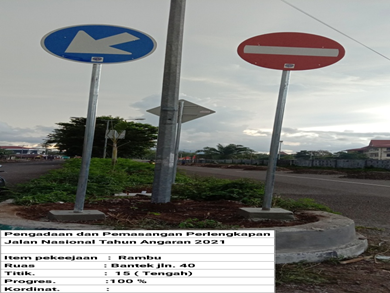 Pengadaan dan Pemasangan Perlengkapan
Jalan Nasional Tahun Angaran 2021
Item pekeejaan : Rambu
Ruas : Bantek jln. 40
Titik. : 15 ( Tengah)
Progres. :100 %
Kordinat. :